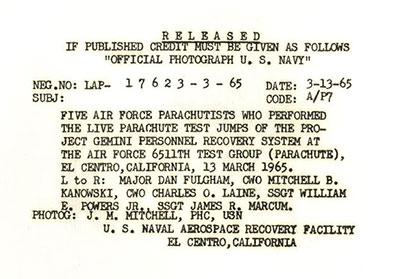 RELEASED
IF PUBLISHED CREDIT MUST BE GIVEN AS FOLLOWS
"OFFICIAL PHOTOGRAPH U. S. NAVY"
NEG.NO: LAP- 17623-3-65 DATE: 3-13-65
SUBJ: CODE: A/P7
FIVE AIR FORCE PARACHUTISTS WHO PERFORMED
THE LIVE PARACHUTE TEST JUMPS OF THE PRO-
JECT GEMINI PERSONNEL RECOVERY SYSTEM AT
THE AIR FORCE 6511TH TEST GROUP (PARACHUTE),
EL CENTRO,CALIFORNIA, 13 MARCH 1965.
L to R: MAJOR DAN FULGHAM, CWO MITCHELL B.
KANOWSKI, CWO CHARLES O. LAINE, SSGT WILLIAM
E. POWERS JR., SSGT JAMES R. MARCUM.
PHOTOG: J. M. MITCHELL, PHC, USN
U. S. NAVAL AEROSPACE RECOVERY FACILITY
EL CENTRO,CALIFORNIA